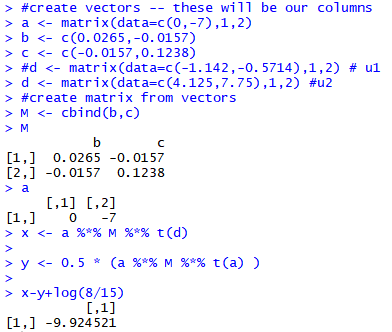 > #create vectors -- these will be our columns
> a <- matrix(data=c(0,-7),1,2)
> b <- c(0.0265,-0.0157)
> c <- c(-0.0157,0.1238)
> #d <- matrix(data=c(-1.142,-0.5714),1,2) # u1
> d <- matrix(data=c(4.125,7.75),1,2) #u2
> #create matrix from vectors
> M <- cbind(b,c)
> M
b c
[1,] 0.0265 -0.0157
[2,] -0.0157 0.1238
> a
[,1] [,2]
[1,] 0 -7
> x <- a %*% M %*% t(d)
>
> y <- 0.5 * (a %*% M %*% t(a) )
>
> x-y+log(8/15)
[,1]
[1,] -9.924521